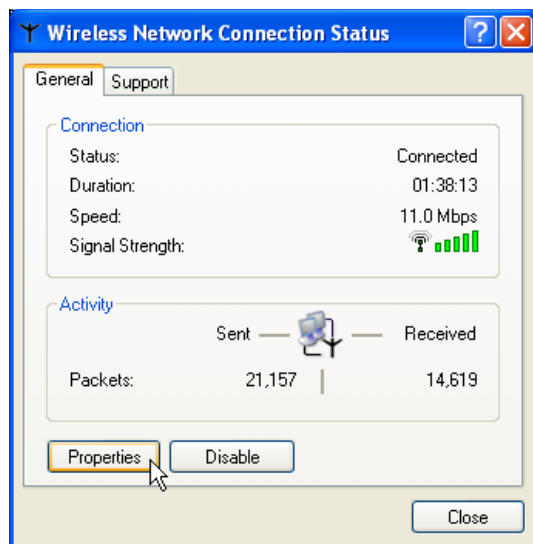 Wireless Network Connection Status
General Support
Connection
Status: Connected
Duration: 01:38:13
Speed: 11.0 Mbps
Signal Strength:
Activity
Sent Received
Packets: 21,157 14,619
Properties Disable
Close